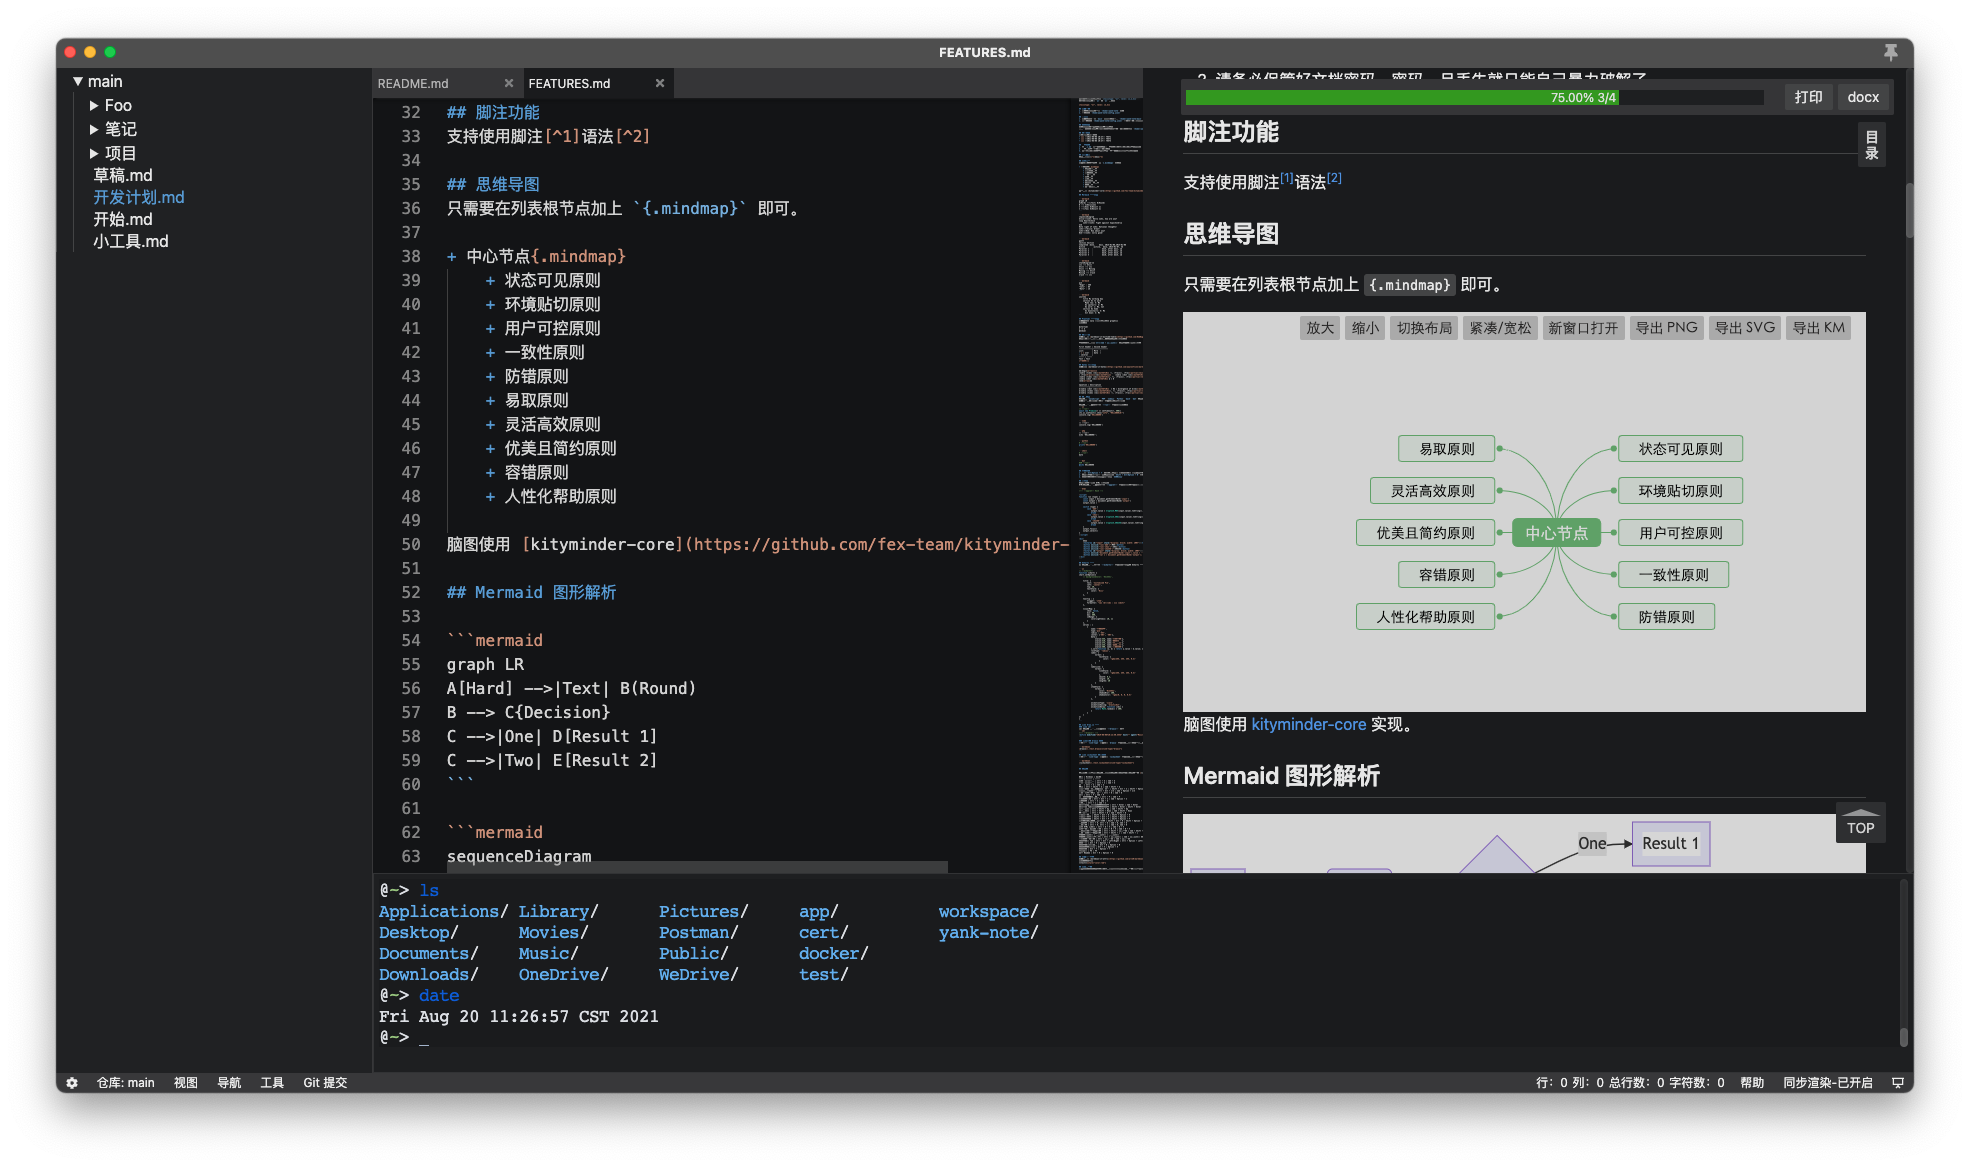 FEATURES.md
main
Foo
笔记
项目
草稿.md
开发计划.md
开始.md
小工具.md
README.md
FEATURES.md
32 ## 脚注功能
33 支持使用脚注[^1]语法[^2]
34
35 ## 思维导图
36 只需要在列表根节点加上 `{.mindmap}` 即可。
37
38 + 中心节点{.mindmap}
39 + 状态可见原则
40 + 环境贴切原则
41 + 用户可控原则
42 + 一致性原则
43 + 防错原则
44 + 易取原则
45 + 灵活高效原则
46 + 优美且简约原则
47 + 容错原则
48 + 人性化帮助原则
49
50 脑图使用 [kityminder-core](https://github.com/fex-team/kityminder-
51
52 ## Mermaid 图形解析
53
54 ```mermaid
55 graph LR
56 A[Hard] -->|Text| B(Round)
57 B --> C{Decision}
58 C -->|One| D[Result 1]
59 C -->|Two| E[Result 2]
60 ```
61
62 ```mermaid
63 sequenceDiagram
75.00% 3/4
打印
docx
目录
脚注功能
支持使用脚注[1]语法[2]
思维导图
只需要在列表根节点加上 {.mindmap} 即可。
放大 缩小 切换布局 紧凑/宽松 新窗口打开 导出 PNG 导出 SVG 导出 KM
易取原则
灵活高效原则
优美且简约原则
容错原则
人性化帮助原则
中心节点
状态可见原则
环境贴切原则
用户可控原则
一致性原则
防错原则
脑图使用 kityminder-core 实现。
Mermaid 图形解析
One
Result 1
TOP
@~> ls
Applications/ Library/ Pictures/ app/ workspace/
Desktop/ Movies/ Postman/ cert/ yank-note/
Documents/ Music/ Public/ docker/
Downloads/ OneDrive/ WeDrive/ test/
@~> date
Fri Aug 20 11:26:57 CST 2021
@~> _
仓库: main 视图 导航 工具 Git 提交
行: 0 列: 0 总行数: 0 字符数: 0 帮助 同步渲染-已开启